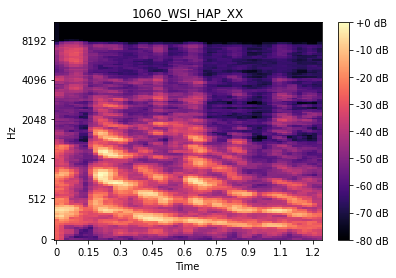 1060_WSI_HAP_XX
Hz
8192
4096
2048
1024
512
0
0 0.15 0.3 0.45 0.6 0.75 0.9 1.1 1.2
Time
+0 dB
-10 dB
-20 dB
-30 dB
-40 dB
-50 dB
-60 dB
-70 dB
-80 dB